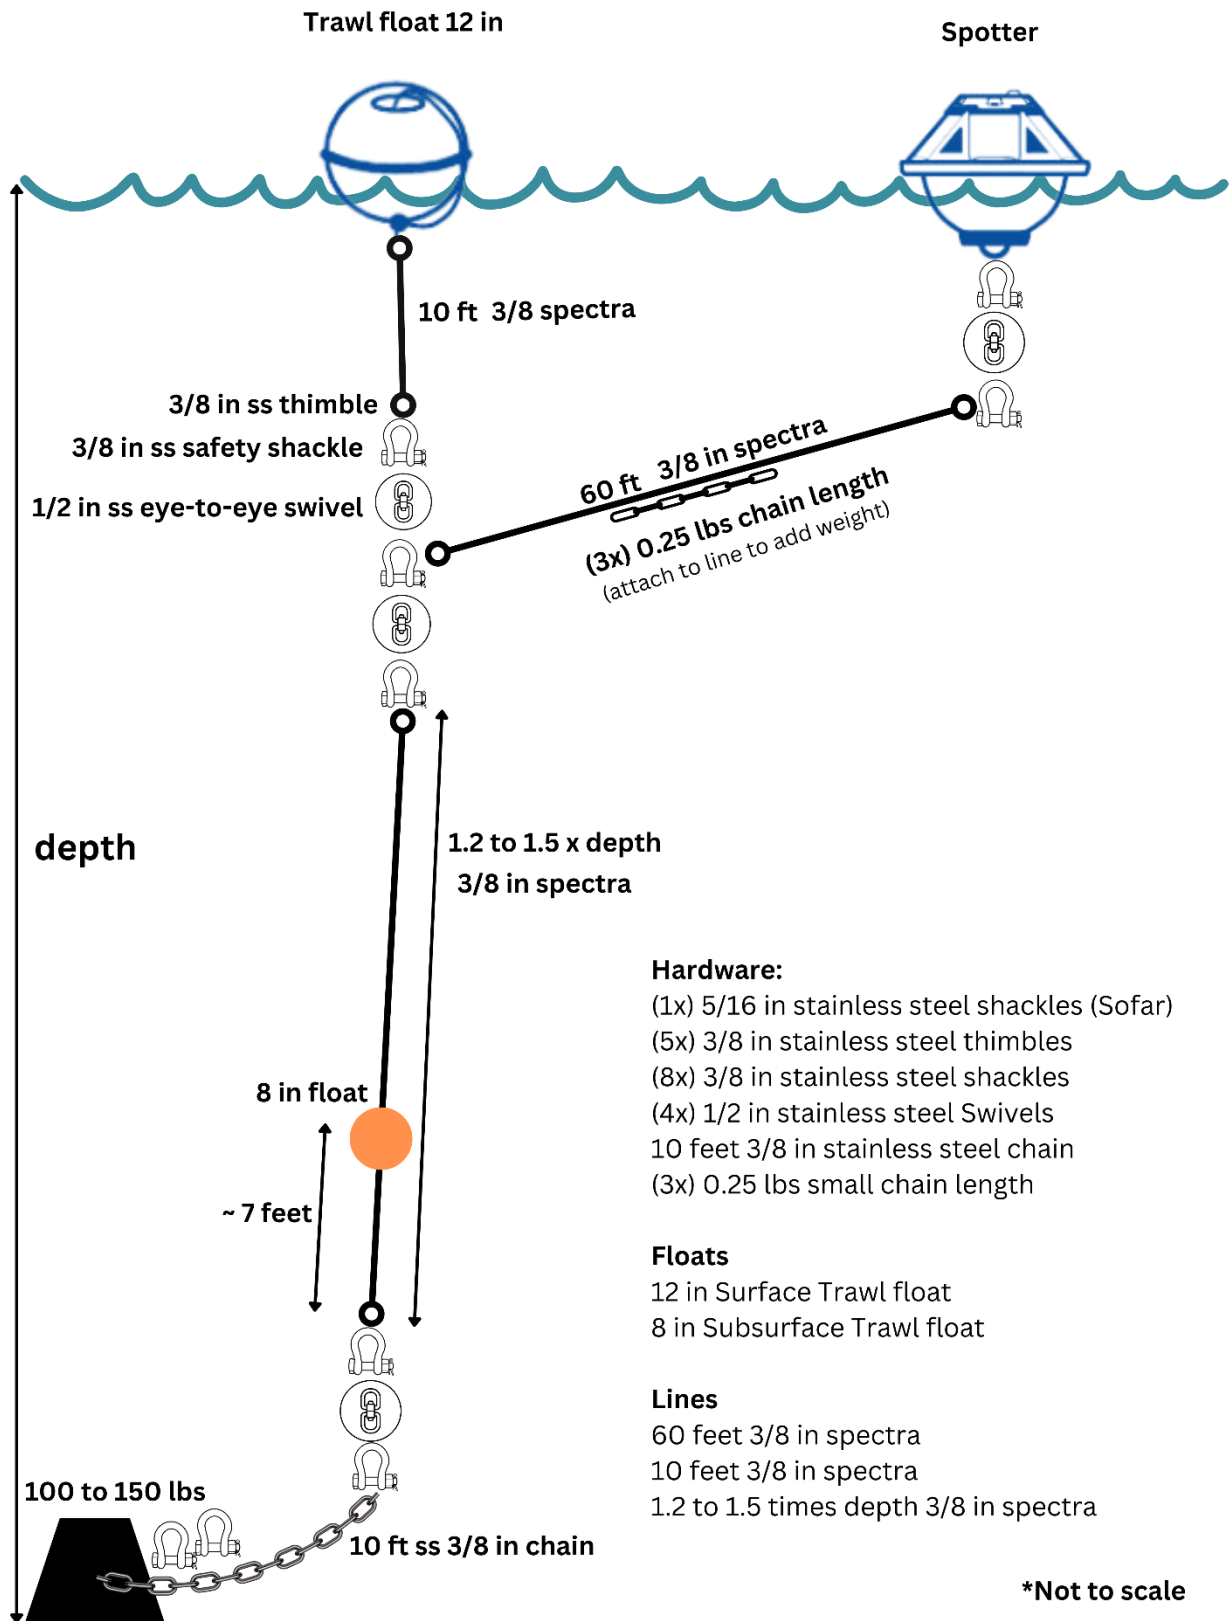 Trawl float 12 in
Spotter
10 ft  3/8 spectra
3/8 in ss thimble
3/8 in ss safety shackle
1/2 in ss eye-to-eye swivel
60 ft  3/8 in spectra
(3x) 0.25 lbs chain length
(attach to line to add weight)
depth
1.2 to 1.5 x depth
3/8 in spectra
8 in float
~ 7 feet
Hardware:
(1x) 5/16 in stainless steel shackles (Sofar)
(5x) 3/8 in stainless steel thimbles
(8x) 3/8 in stainless steel shackles
(4x) 1/2 in stainless steel Swivels
10 feet 3/8 in stainless steel chain
(3x) 0.25 lbs small chain length
Floats
12 in Surface Trawl float
8 in Subsurface Trawl float
Lines
60 feet 3/8 in spectra
10 feet 3/8 in spectra
1.2 to 1.5 times depth 3/8 in spectra
100 to 150 lbs
10 ft ss 3/8 in chain
*Not to scale